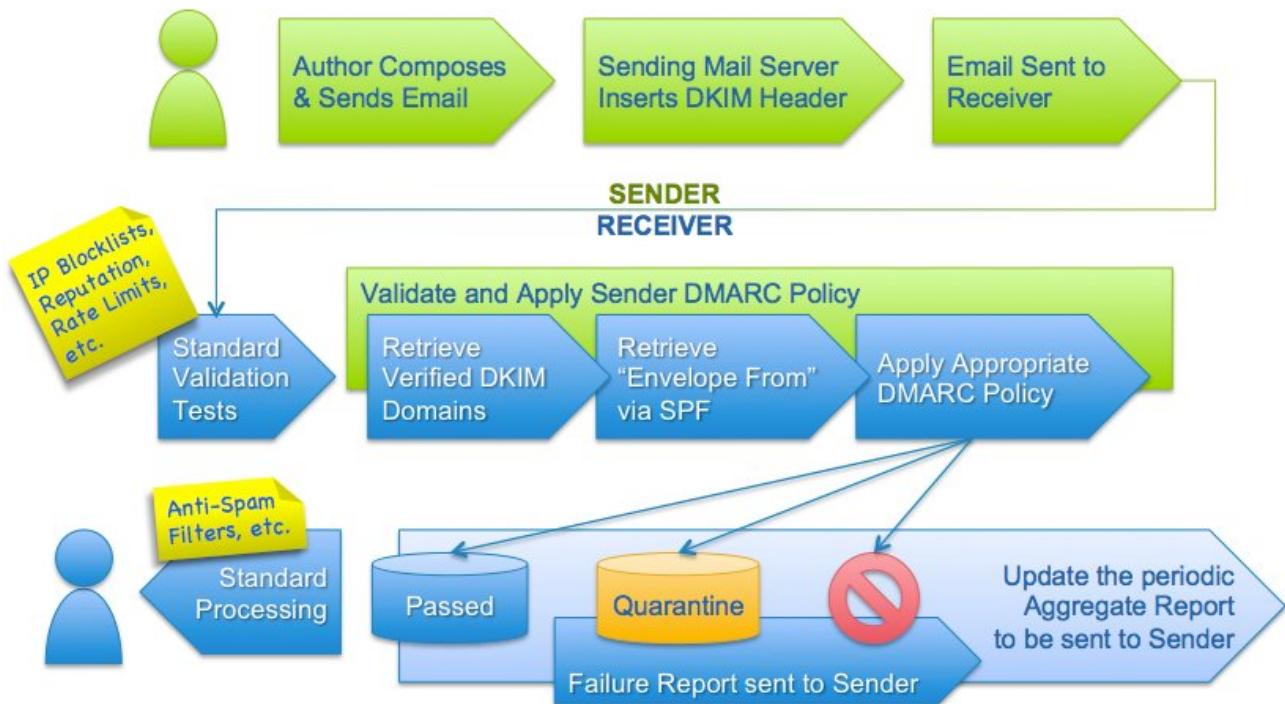 Author Composes
& Sends Email
Sending Mail Server
Inserts DKIM Header
Email Sent to
Receiver
SENDER
RECEIVER
IP Blocklists,
Reputation,
Rate Limits,
etc.
Validate and Apply Sender DMARC Policy
Standard
Validation
Tests
Retrieve
Verified DKIM
Domains
Retrieve
“Envelope From”
via SPF
Apply Appropriate
DMARC Policy
Anti-Spam
Filters, etc.
Standard
Processing
Passed
Quarantine
Update the periodic
Aggregate Report
to be sent to Sender
Failure Report sent to Sender